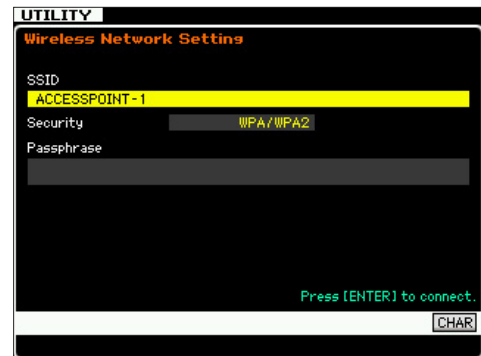 UTILITY
Wireless Network Setting
SSID
ACCESSPOINT-1
Security WPA/WPA2
Passphrase
Press [ENTER] to connect.
CHAR